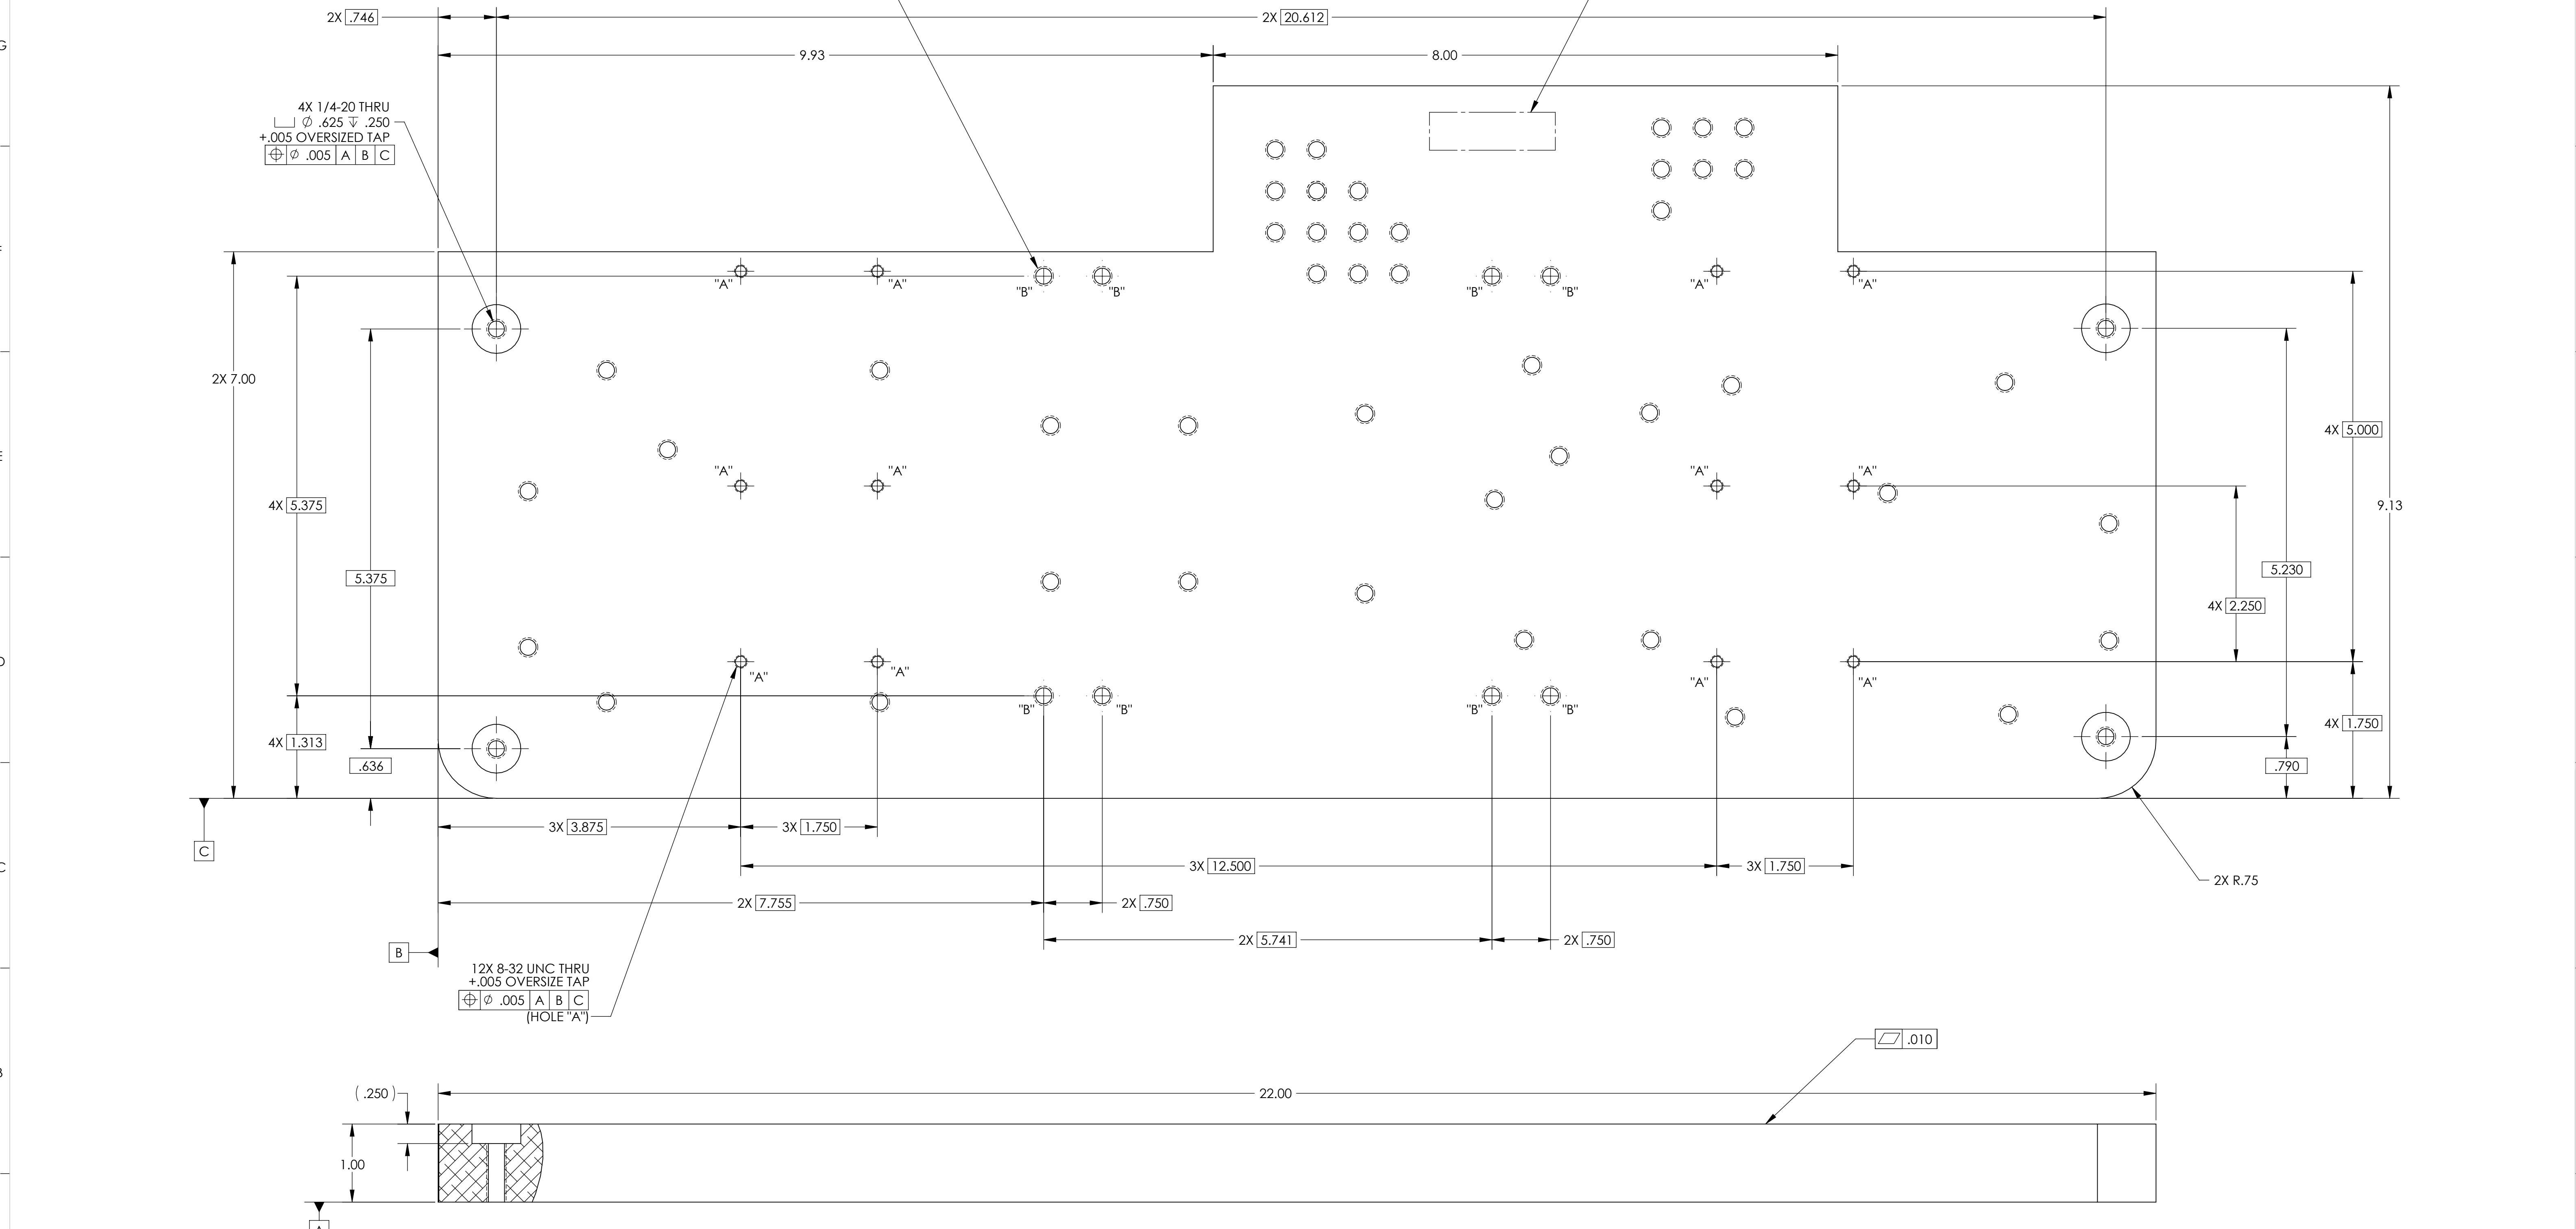 2X .746
2X 20.612
G
9.93
8.00
4X 1/4-20 THRU
⌴ ⌀ .625 ↧ .250
+.005 OVERSIZED TAP
⌖ ⌀ .005 A B C
"A" "A" "B" "B" "B" "B" "A" "A"
2X 7.00
4X 5.000
"A" "A" "A" "A"
E
4X 5.375
9.13
5.375
5.230
4X 2.250
"A" "A" "A" "A"
"B" "B" "B" "B"
4X 1.313
4X 1.750
.636
.790
3X 3.875
3X 1.750
C
3X 12.500
3X 1.750
C
2X R.75
2X 7.755
2X .750
2X 5.741
2X .750
B
12X 8-32 UNC THRU
+.005 OVERSIZE TAP
⌖ ⌀ .005 A B C
(HOLE "A")
⏥ .010
B
( .250 )
22.00
1.00